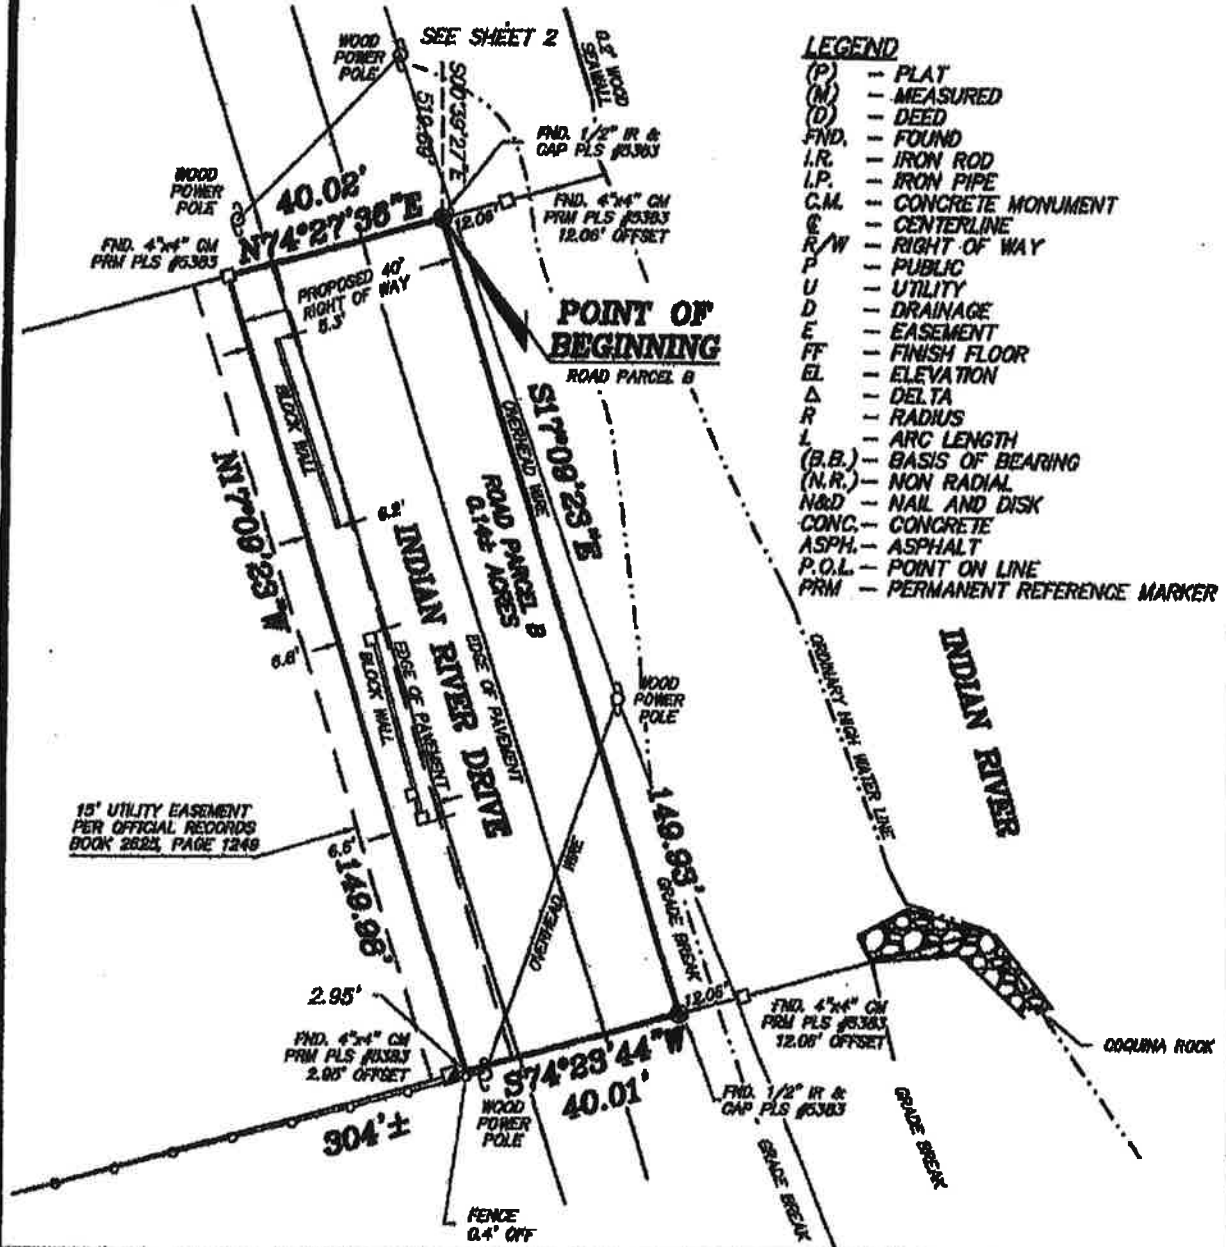 SEE SHEET 2
WOOD
POWER
POLE
0.2' WOOD
SEAWALL
S00°39'27"E
519.69'
FND. 1/2" IR &
CAP PLS #5383
WOOD
POWER
POLE
40.02'
N74°27'36"E
12.06'
FND. 4"x4" CM
PRM PLS #5383
12.06' OFFSET
FND. 4"x4" CM
PRM PLS #5383
PROPOSED 40'
RIGHT OF WAY
5.3'
POINT OF
BEGINNING
ROAD PARCEL B
BLOCK WALL
OVERHEAD WIRE
S17°09'23"E
N17°09'23"W
6.2'
ROAD PARCEL B
0.14± ACRES
INDIAN RIVER DRIVE
6.6'
BLOCK WALL
EDGE OF PAVEMENT
EDGE OF PAVEMENT
WOOD
POWER
POLE
ORDINARY HIGH WATER LINE
INDIAN RIVER
15' UTILITY EASEMENT
PER OFFICIAL RECORDS
BOOK 2625, PAGE 1249
6.5'
149.98'
149.93'
GRADE BREAK
OVERHEAD WIRE
2.95'
FND. 4"x4" CM
PRM PLS #5383
2.95' OFFSET
12.06'
FND. 4"x4" CM
PRM PLS #5383
12.06' OFFSET
COQUINA ROCK
S74°23'44"W
40.01'
WOOD
POWER
POLE
FND. 1/2" IR &
CAP PLS #5383
304'±
GRADE BREAK
GRADE BREAK
FENCE
0.4' OFF
LEGEND
(P) - PLAT
(M) - MEASURED
(D) - DEED
FND. - FOUND
I.R. - IRON ROD
I.P. - IRON PIPE
C.M. - CONCRETE MONUMENT
℄ - CENTERLINE
R/W - RIGHT OF WAY
P - PUBLIC
U - UTILITY
D - DRAINAGE
E - EASEMENT
FF - FINISH FLOOR
EL - ELEVATION
Δ - DELTA
R - RADIUS
L - ARC LENGTH
(B.B.) - BASIS OF BEARING
(N.R.) - NON RADIAL
N&D - NAIL AND DISK
CONC. - CONCRETE
ASPH. - ASPHALT
P.O.L. - POINT ON LINE
PRM - PERMANENT REFERENCE MARKER